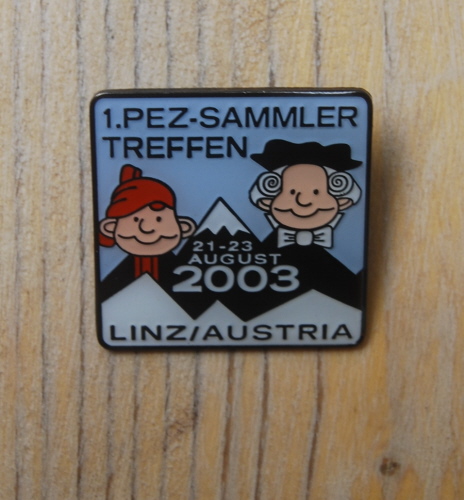 1.PEZ-SAMMLER
TREFFEN
21-23
AUGUST
2003
LINZ/AUSTRIA